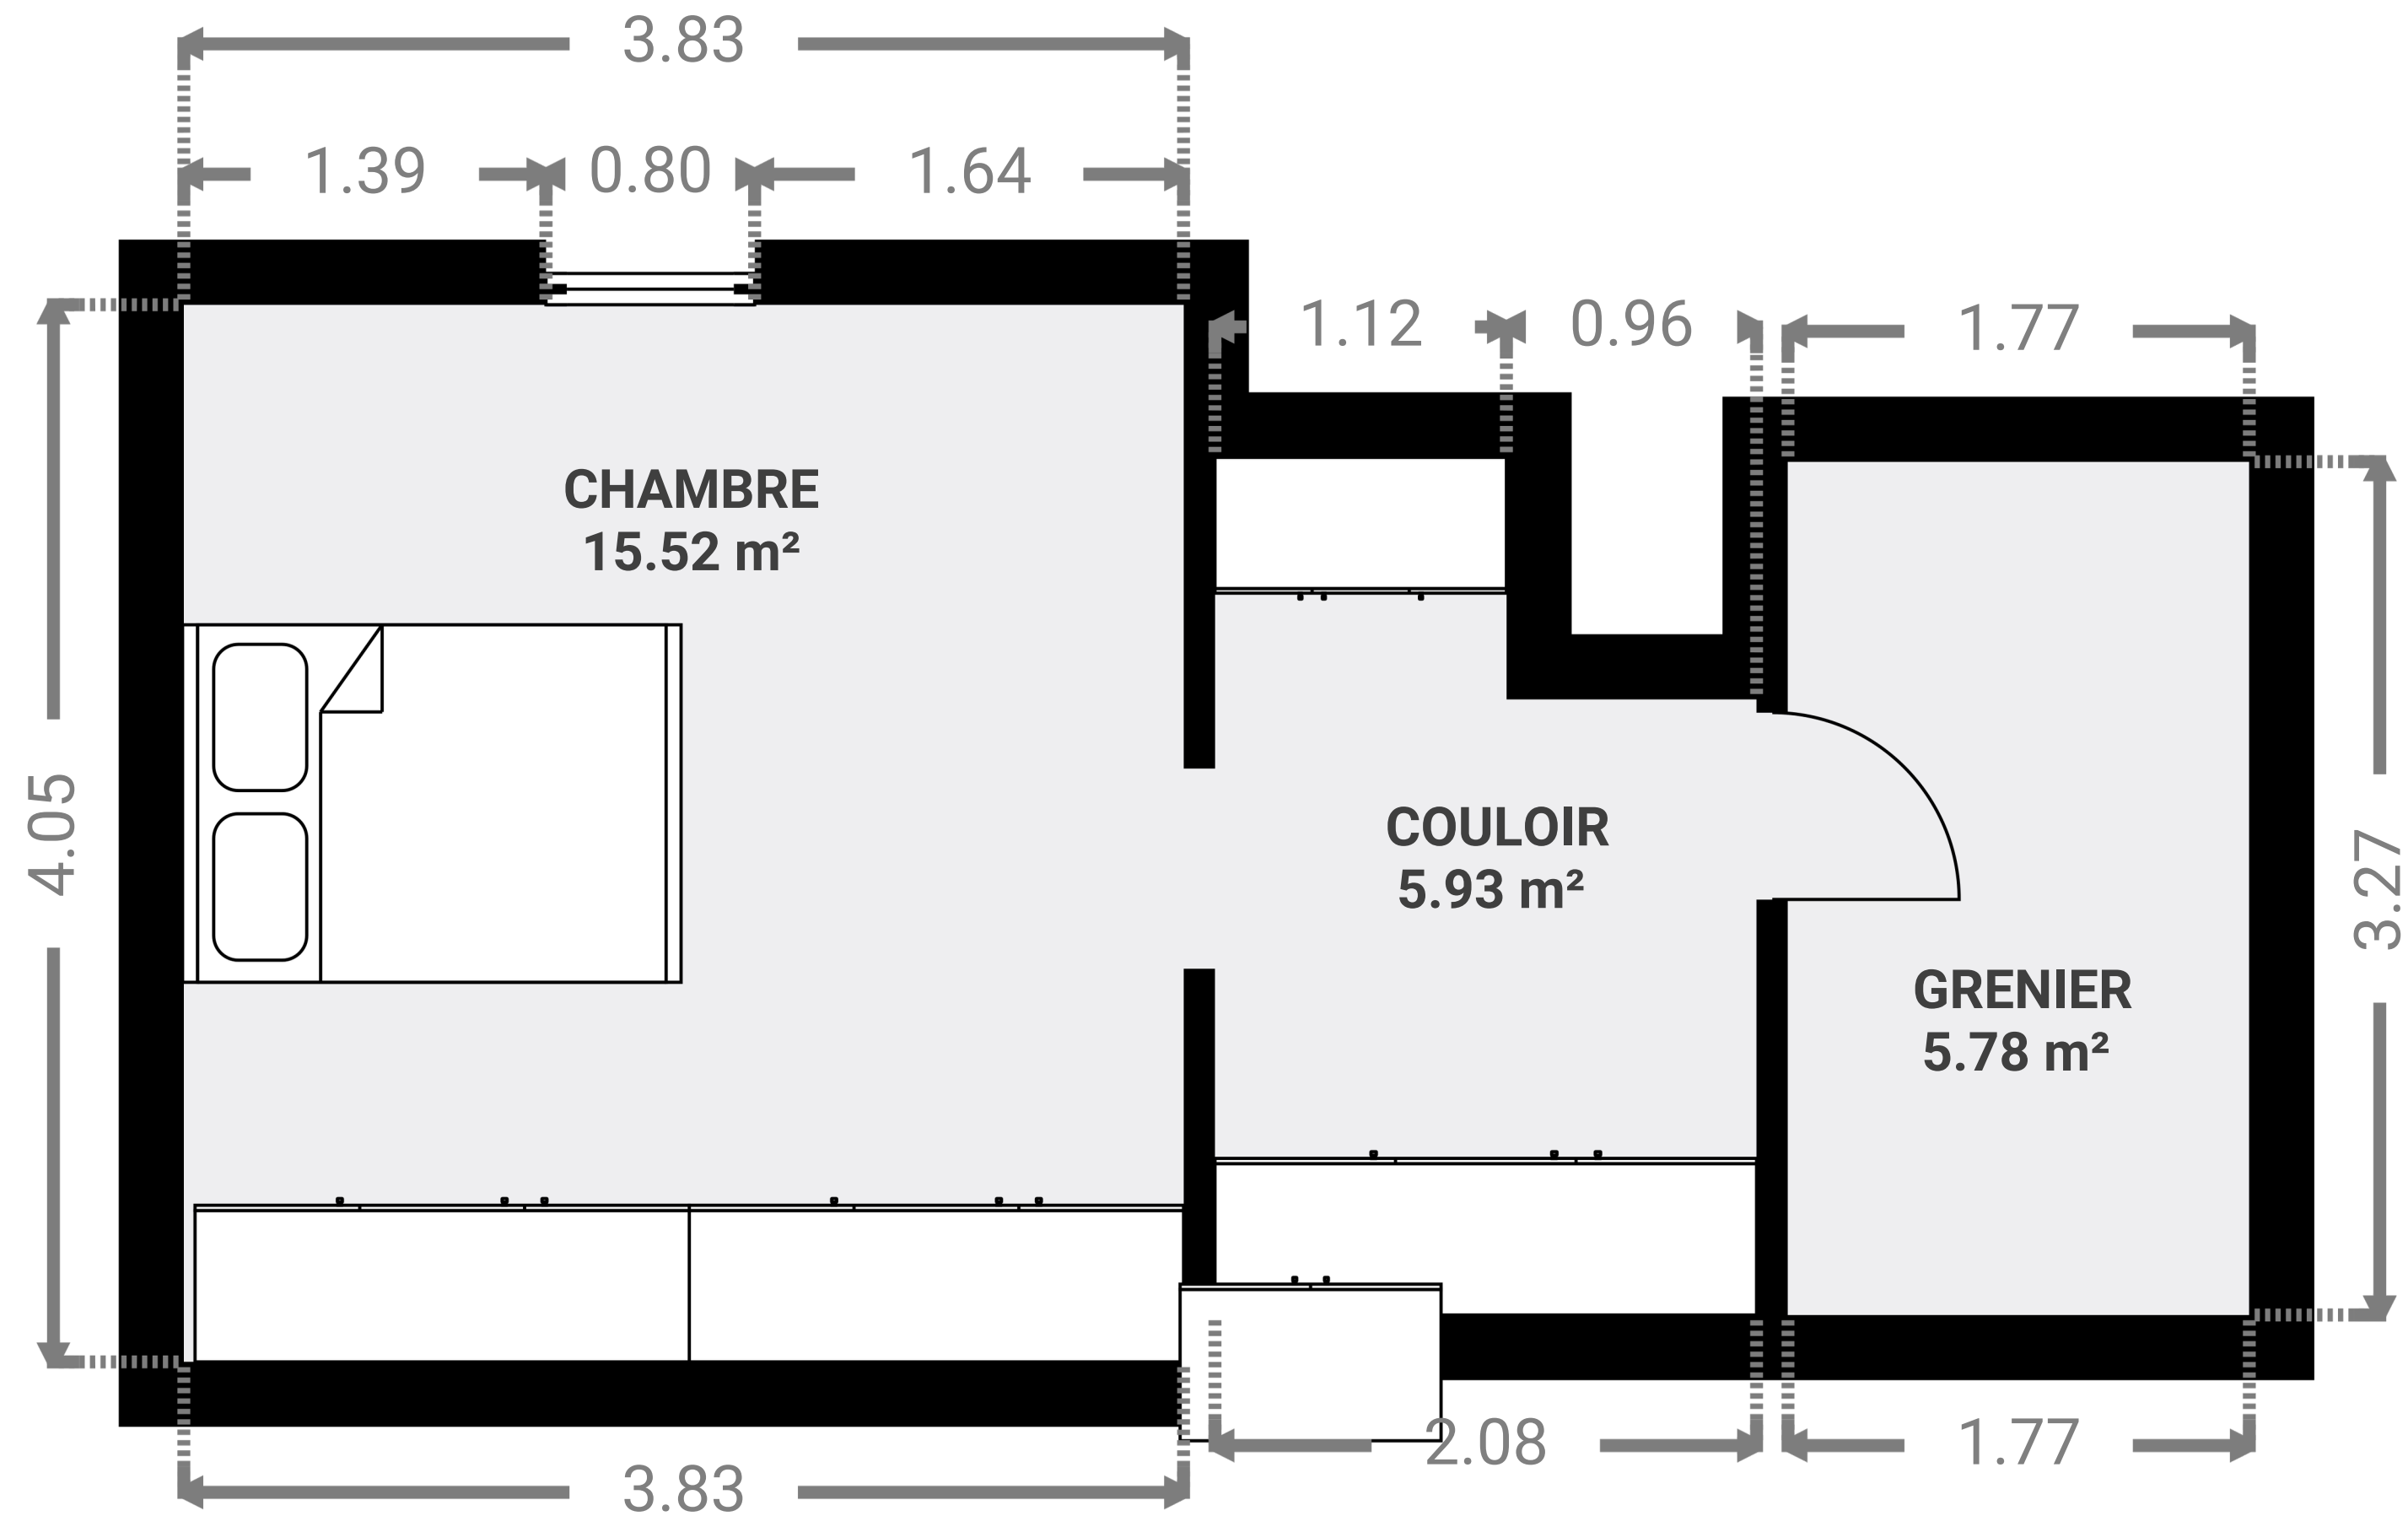 3.83
1.39 0.80 1.64
1.12 0.96 1.77
CHAMBRE
15.52 m²
4.05
COULOIR
5.93 m²
3.27
GRENIER
5.78 m²
2.08 1.77
3.83